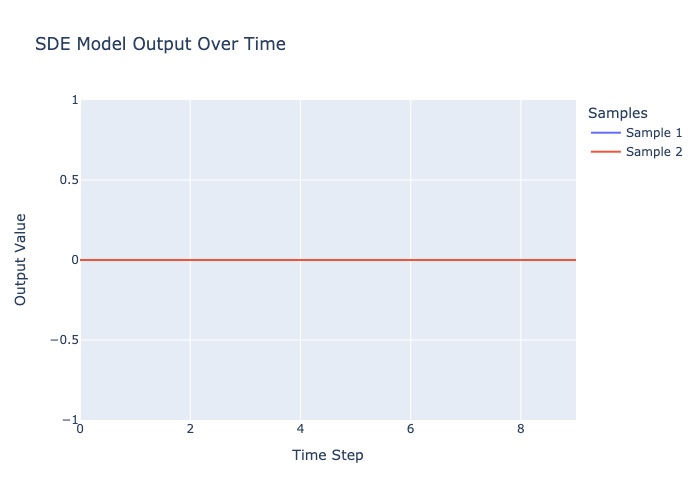 SDE Model Output Over Time
Samples
Sample 1
Sample 2
Output Value
1
0.5
0
−0.5
−1
0
2
4
6
8
Time Step